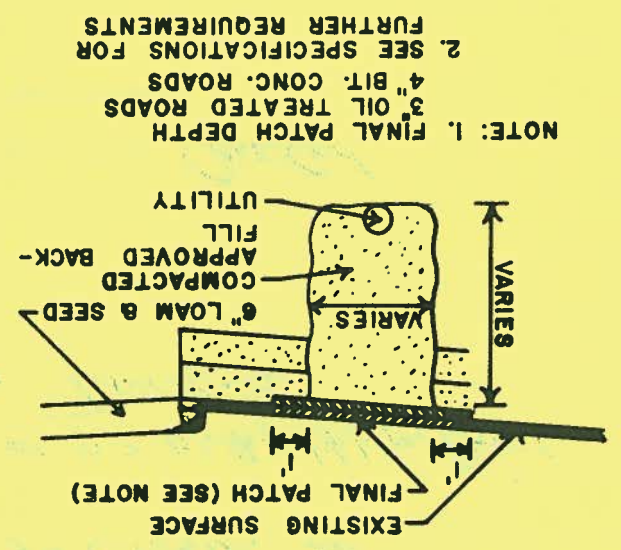 EXISTING SURFACE
FINAL PATCH (SEE NOTE)
1'
1'
6" LOAM & SEED
VARIES
VARIES
COMPACTED
APPROVED BACK-
FILL
UTILITY
NOTE: 1. FINAL PATCH DEPTH
3" OIL TREATED ROADS
4" BIT. CONC. ROADS
2. SEE SPECIFICATIONS FOR
FURTHER REQUIREMENTS